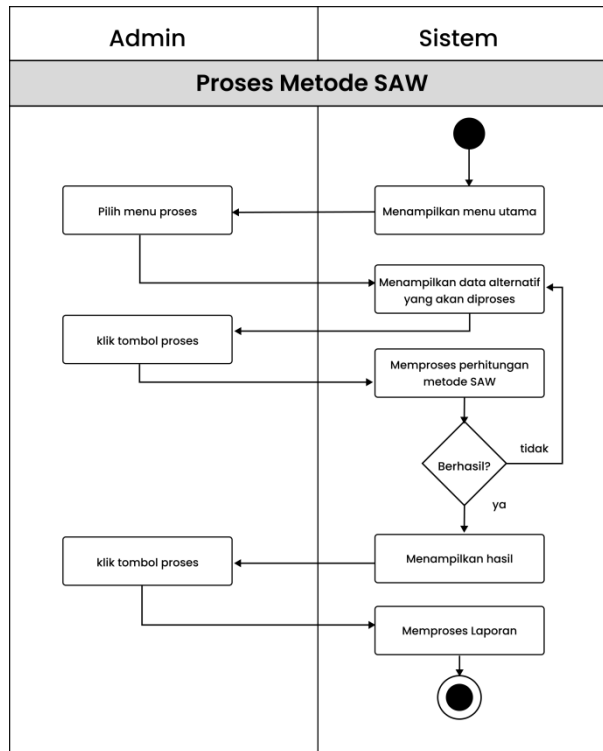 Admin
Sistem
Proses Metode SAW
Pilih menu proses
Menampilkan menu utama
Menampilkan data alternatif
yang akan diproses
klik tombol proses
Memproses perhitungan
metode SAW
Berhasil?
tidak
ya
klik tombol proses
Menampilkan hasil
Memproses Laporan